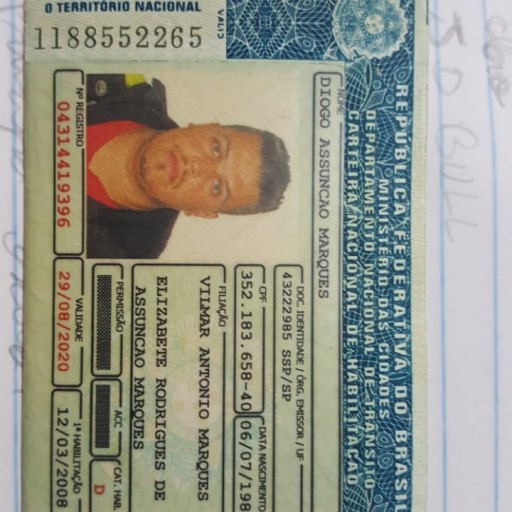 O TERRITÓRIO NACIONAL
1188552265
REPÚBLICA FEDERATIVA DO BRASIL
MINISTÉRIO DAS CIDADES
DEPARTAMENTO NACIONAL DE TRÂNSITO
CARTEIRA NACIONAL DE HABILITAÇÃO
NOME
DIOGO ASSUNCAO MARQUES
DOC. IDENTIDADE / ÓRG. EMISSOR / UF
43222985 SSP/SP
CPF
352.183.658-40
DATA NASCIMENTO
06/07/198
FILIAÇÃO
VILMAR ANTONIO MARQUES
ELIZABETE RODRIGUES DE
ASSUNCAO MARQUES
PERMISSÃO
ACC
CAT. HAB.
D
Nº REGISTRO
04314419396
VALIDADE
29/08/2020
1ª HABILITAÇÃO
12/03/2008